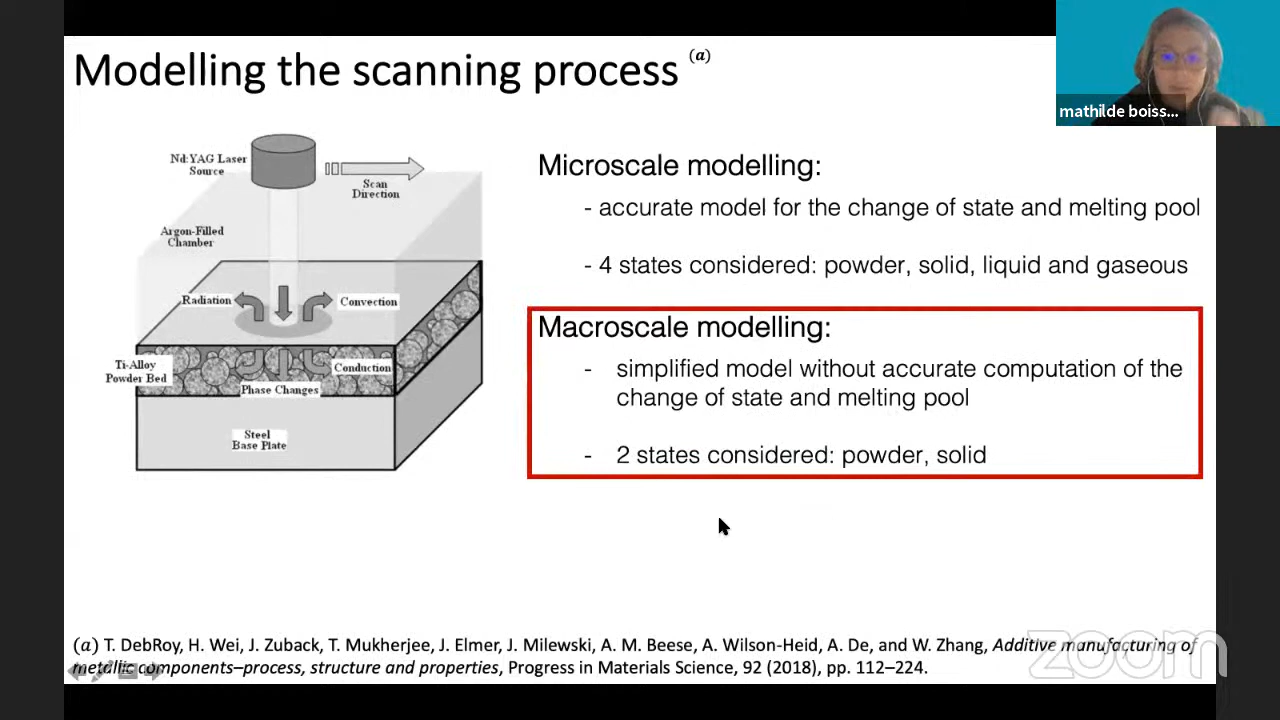 Modelling the scanning process (a)
mathilde boiss...
Nd:YAG Laser
Source
Scan
Direction
Argon-Filled
Chamber
Radiation
Convection
Ti-Alloy
Powder Bed
Conduction
Phase Changes
Steel
Base Plate
Microscale modelling:
- accurate model for the change of state and melting pool
- 4 states considered: powder, solid, liquid and gaseous
Macroscale modelling:
- simplified model without accurate computation of the
change of state and melting pool
- 2 states considered: powder, solid
(a) T. DebRoy, H. Wei, J. Zuback, T. Mukherjee, J. Elmer, J. Milewski, A. M. Beese, A. Wilson-Heid, A. De, and W. Zhang, Additive manufacturing of
metallic components–process, structure and properties, Progress in Materials Science, 92 (2018), pp. 112–224.
zoom